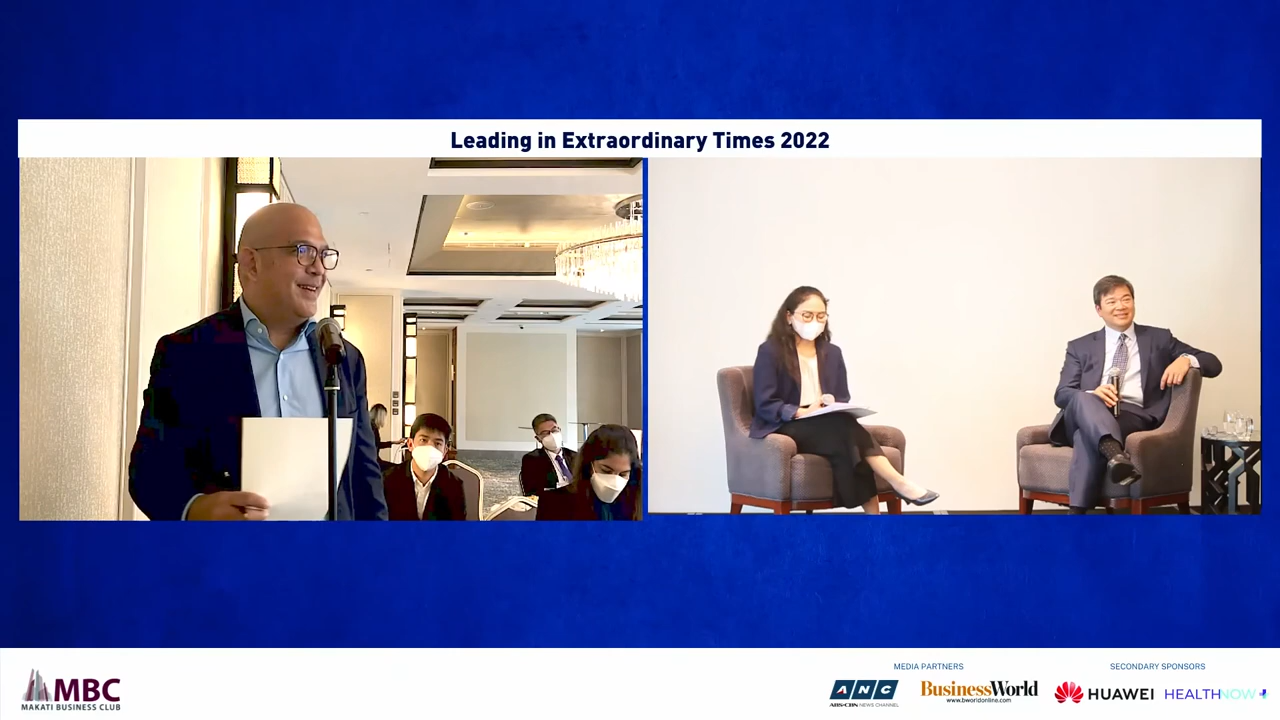 Leading in Extraordinary Times 2022
MBC
MAKATI BUSINESS CLUB
MEDIA PARTNERS
ANC
ABS-CBN NEWS CHANNEL
BusinessWorld
www.bworldonline.com
SECONDARY SPONSORS
HUAWEI
HEALTHNOW